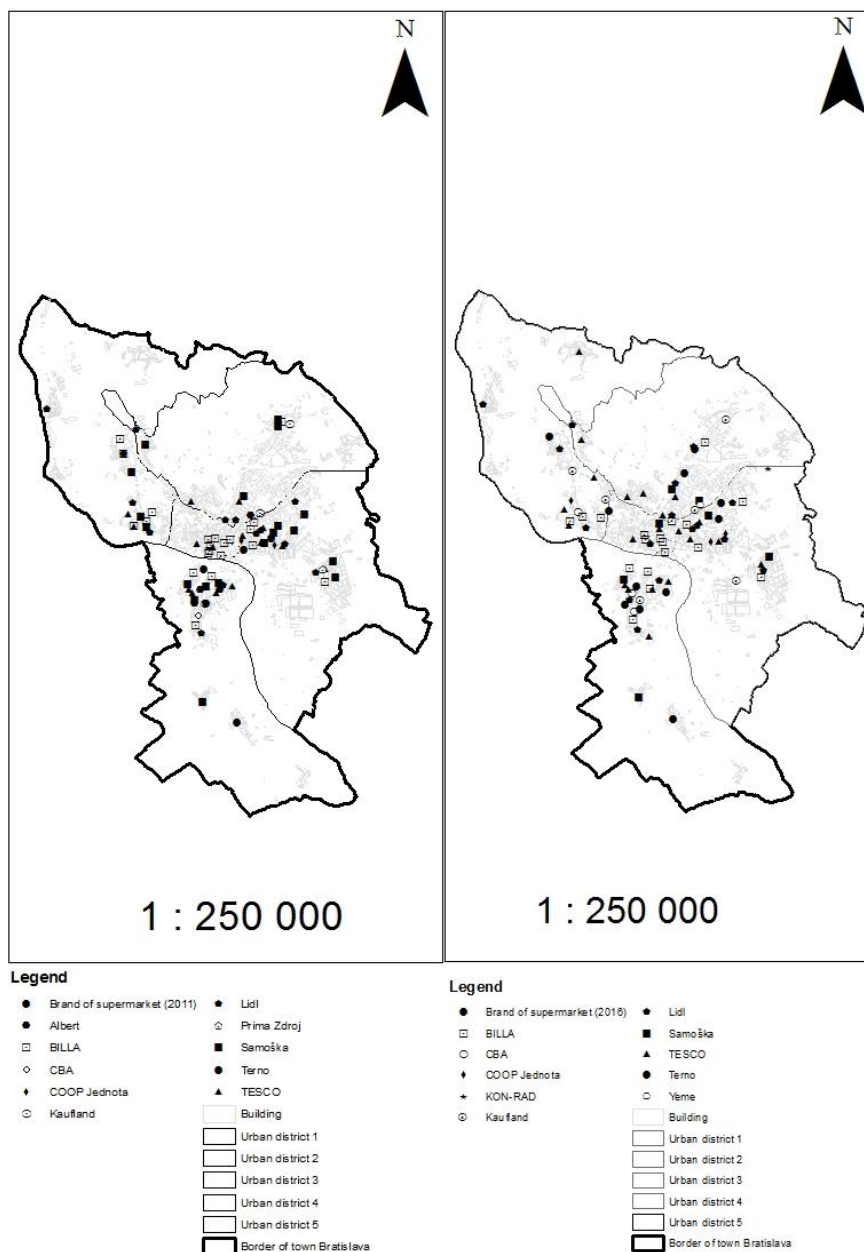 N
N
1 : 250 000
1 : 250 000
Legend
Brand of supermarket (2011)
Albert
BILLA
CBA
COOP Jednota
Kaufland
Lidl
Prima Zdroj
Samoška
Terno
TESCO
Building
Urban district 1
Urban district 2
Urban district 3
Urban district 4
Urban district 5
Border of town Bratislava
Legend
Brand of supermarket (2016)
BILLA
CBA
COOP Jednota
KON-RAD
Kaufland
Lidl
Samoška
TESCO
Terno
Yeme
Building
Urban district 1
Urban district 2
Urban district 3
Urban district 4
Urban district 5
Border of town Bratislava